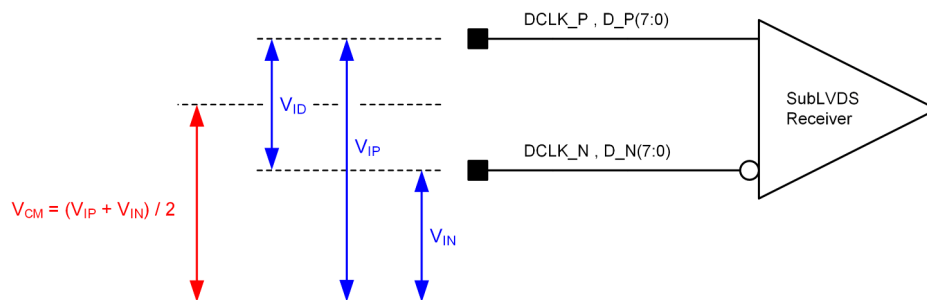 DCLK_P , D_P(7:0)
SubLVDS
Receiver
VID
VIP
DCLK_N , D_N(7:0)
VCM = (VIP + VIN) / 2
VIN